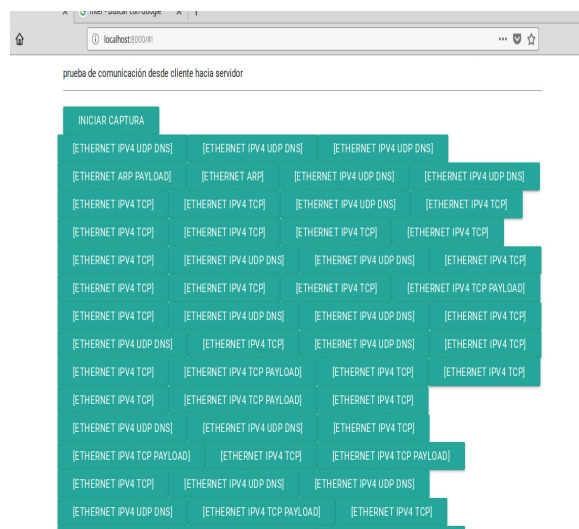 Inter - Buscar con Google
localhost:8000/#!
prueba de comunicación desde cliente hacia servidor
INICIAR CAPTURA
[ETHERNET IPV4 UDP DNS] [ETHERNET IPV4 UDP DNS] [ETHERNET IPV4 UDP DNS]
[ETHERNET ARP PAYLOAD] [ETHERNET ARP] [ETHERNET IPV4 UDP DNS] [ETHERNET IPV4 UDP DNS]
[ETHERNET IPV4 TCP] [ETHERNET IPV4 TCP] [ETHERNET IPV4 UDP DNS] [ETHERNET IPV4 TCP]
[ETHERNET IPV4 TCP] [ETHERNET IPV4 TCP] [ETHERNET IPV4 TCP] [ETHERNET IPV4 TCP]
[ETHERNET IPV4 TCP] [ETHERNET IPV4 UDP DNS] [ETHERNET IPV4 UDP DNS] [ETHERNET IPV4 TCP]
[ETHERNET IPV4 TCP] [ETHERNET IPV4 TCP] [ETHERNET IPV4 TCP] [ETHERNET IPV4 TCP PAYLOAD]
[ETHERNET IPV4 TCP] [ETHERNET IPV4 UDP DNS] [ETHERNET IPV4 UDP DNS] [ETHERNET IPV4 TCP]
[ETHERNET IPV4 UDP DNS] [ETHERNET IPV4 TCP] [ETHERNET IPV4 UDP DNS] [ETHERNET IPV4 TCP]
[ETHERNET IPV4 TCP] [ETHERNET IPV4 TCP PAYLOAD] [ETHERNET IPV4 TCP] [ETHERNET IPV4 TCP]
[ETHERNET IPV4 TCP] [ETHERNET IPV4 TCP PAYLOAD] [ETHERNET IPV4 TCP]
[ETHERNET IPV4 UDP DNS] [ETHERNET IPV4 UDP DNS] [ETHERNET IPV4 TCP]
[ETHERNET IPV4 TCP PAYLOAD] [ETHERNET IPV4 TCP] [ETHERNET IPV4 TCP PAYLOAD]
[ETHERNET IPV4 TCP] [ETHERNET IPV4 UDP DNS] [ETHERNET IPV4 UDP DNS]
[ETHERNET IPV4 UDP DNS] [ETHERNET IPV4 TCP PAYLOAD] [ETHERNET IPV4 TCP]